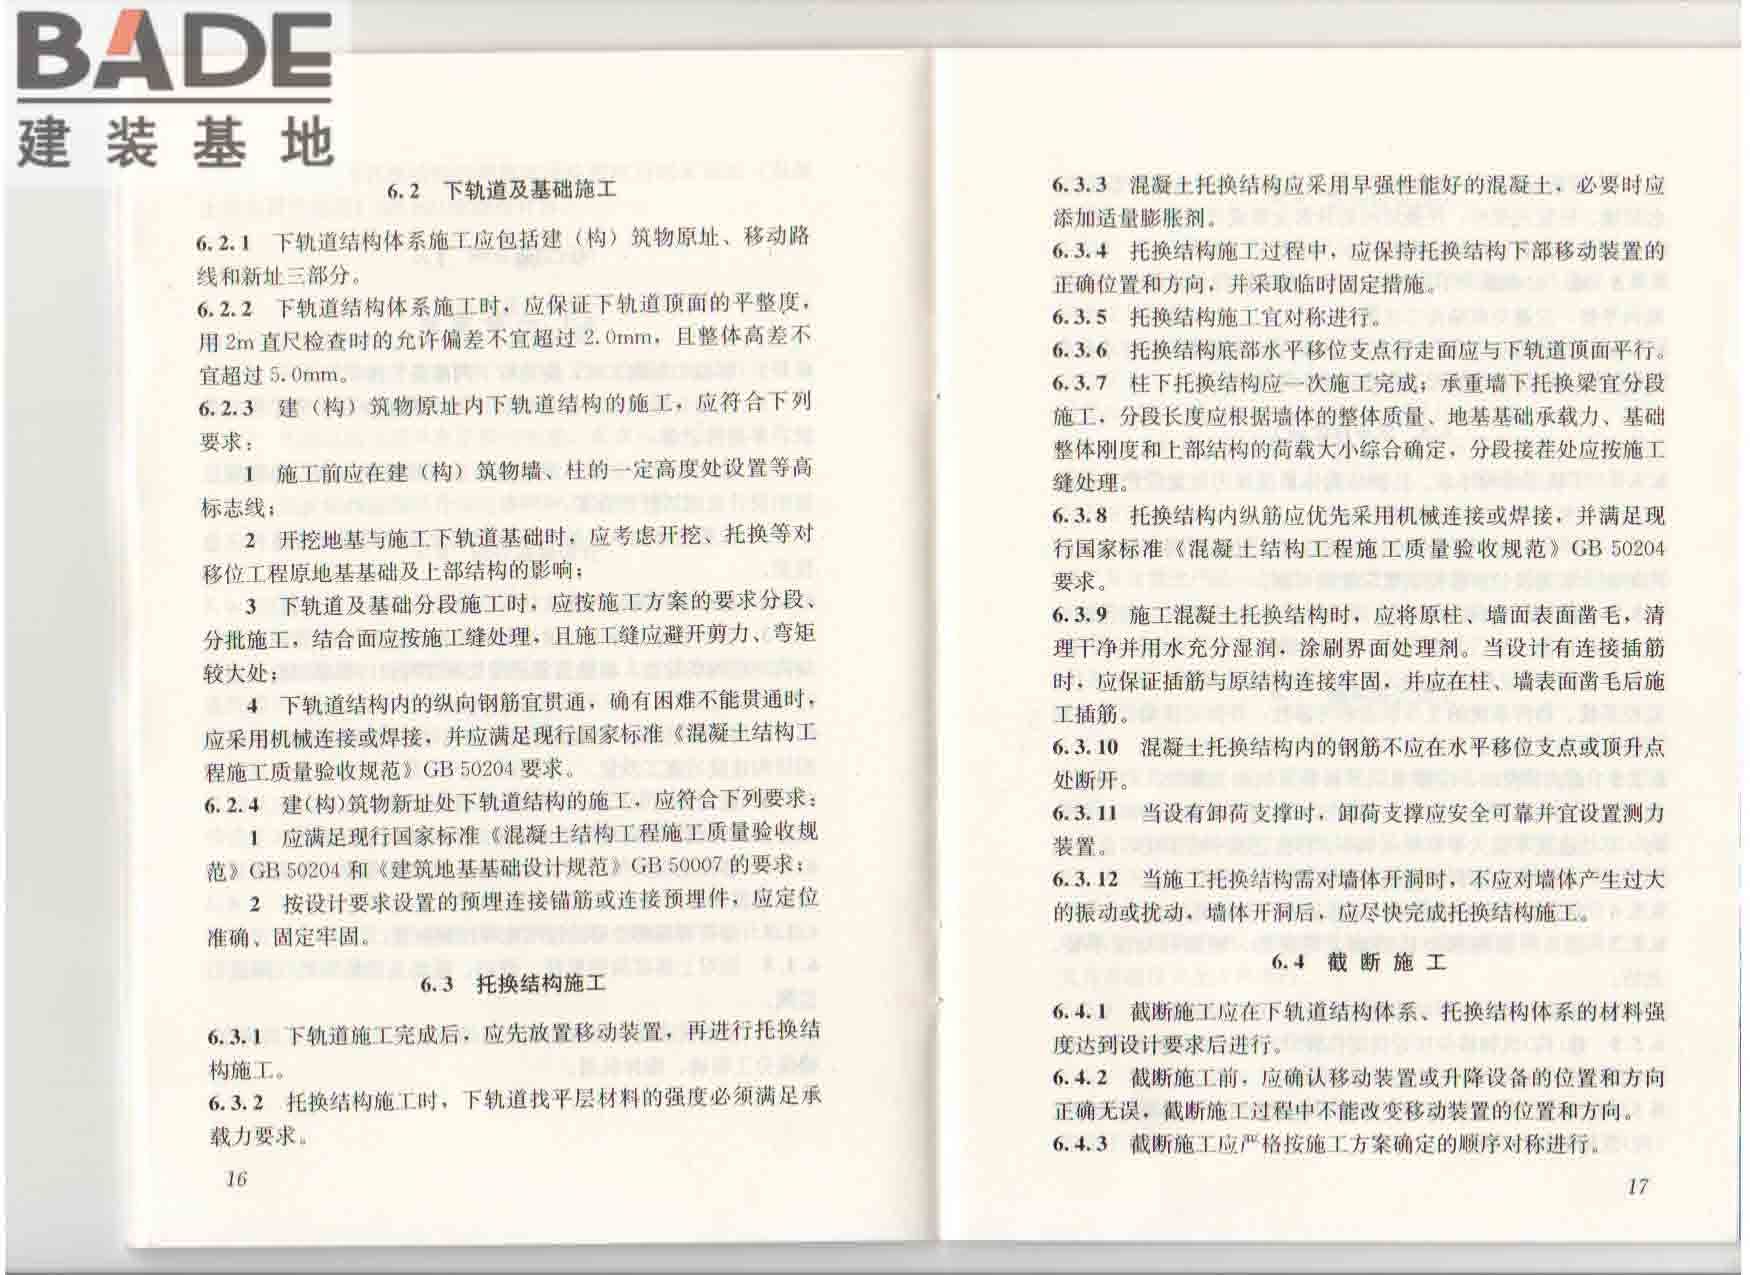 BADE
建装基地
6.2 下轨道及基础施工
6.2.1 下轨道结构体系施工应包括建（构）筑物原址、移动路
线和新址三部分。
6.2.2 下轨道结构体系施工时，应保证下轨道顶面的平整度，
用2m直尺检查时的允许偏差不宜超过2.0mm，且整体高差不
宜超过5.0mm。
6.2.3 建（构）筑物原址内下轨道结构的施工，应符合下列
要求：
1 施工前应在建（构）筑物墙、柱的一定高度处设置等高
标志线；
2 开挖地基与施工下轨道基础时，应考虑开挖、托换等对
移位工程原地基基础及上部结构的影响；
3 下轨道及基础分段施工时，应按施工方案的要求分段、
分批施工，结合面应按施工缝处理，且施工缝应避开剪力、弯矩
较大处；
4 下轨道结构内的纵向钢筋宜贯通，确有困难不能贯通时，
应采用机械连接或焊接，并应满足现行国家标准《混凝土结构工
程施工质量验收规范》GB 50204 要求。
6.2.4 建(构)筑物新址处下轨道结构的施工，应符合下列要求：
1 应满足现行国家标准《混凝土结构工程施工质量验收规
范》GB 50204 和《建筑地基基础设计规范》GB 50007 的要求；
2 按设计要求设置的预埋连接锚筋或连接预埋件，应定位
准确、固定牢固。
6.3 托换结构施工
6.3.1 下轨道施工完成后，应先放置移动装置，再进行托换结
构施工。
6.3.2 托换结构施工时，下轨道找平层材料的强度必须满足承
载力要求。
16
6.3.3 混凝土托换结构应采用早强性能好的混凝土，必要时应
添加适量膨胀剂。
6.3.4 托换结构施工过程中，应保持托换结构下部移动装置的
正确位置和方向，并采取临时固定措施。
6.3.5 托换结构施工宜对称进行。
6.3.6 托换结构底部水平移位支点行走面应与下轨道顶面平行。
6.3.7 柱下托换结构应一次施工完成；承重墙下托换梁宜分段
施工，分段长度应根据墙体的整体质量、地基基础承载力、基础
整体刚度和上部结构的荷载大小综合确定，分段接茬处应按施工
缝处理。
6.3.8 托换结构内纵筋应优先采用机械连接或焊接，并满足现
行国家标准《混凝土结构工程施工质量验收规范》GB 50204
要求。
6.3.9 施工混凝土托换结构时，应将原柱、墙面表面凿毛，清
理干净并用水充分湿润，涂刷界面处理剂。当设计有连接插筋
时，应保证插筋与原结构连接牢固，并应在柱、墙表面凿毛后施
工插筋。
6.3.10 混凝土托换结构内的钢筋不应在水平移位支点或顶升点
处断开。
6.3.11 当设有卸荷支撑时，卸荷支撑应安全可靠并宜设置测力
装置。
6.3.12 当施工托换结构需对墙体开洞时，不应对墙体产生过大
的振动或扰动，墙体开洞后，应尽快完成托换结构施工。
6.4 截断施工
6.4.1 截断施工应在下轨道结构体系、托换结构体系的材料强
度达到设计要求后进行。
6.4.2 截断施工前，应确认移动装置或升降设备的位置和方向
正确无误，截断施工过程中不能改变移动装置的位置和方向。
6.4.3 截断施工应严格按施工方案确定的顺序对称进行。
17